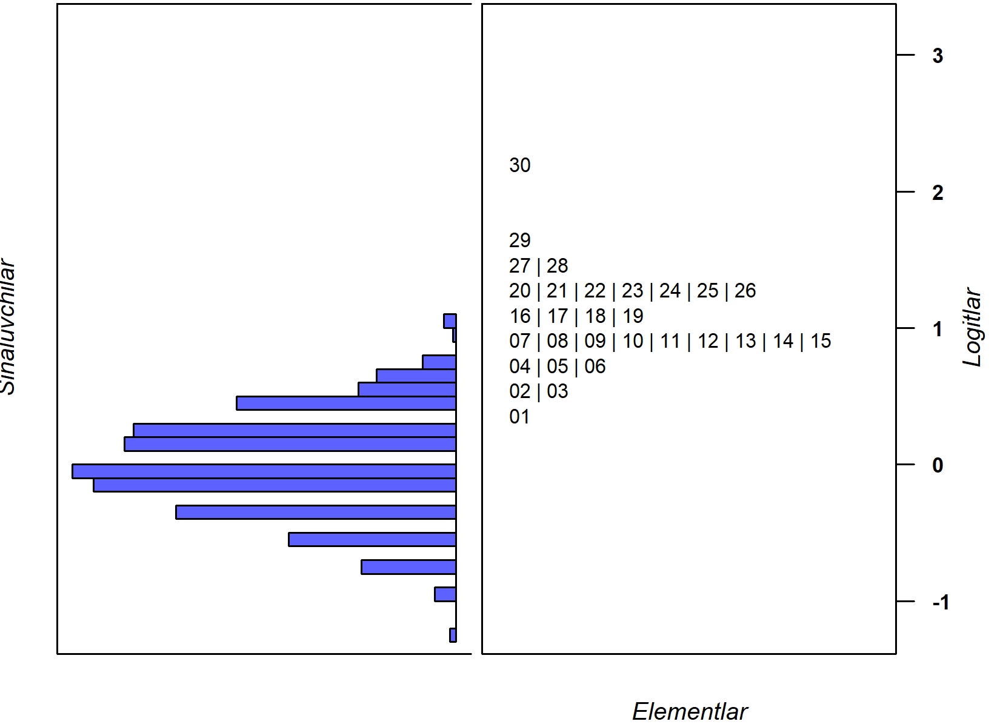 Sinaluvchilar
30
29
27 | 28
20 | 21 | 22 | 23 | 24 | 25 | 26
16 | 17 | 18 | 19
07 | 08 | 09 | 10 | 11 | 12 | 13 | 14 | 15
04 | 05 | 06
02 | 03
01
3
2
1
0
-1
Logitlar
Elementlar